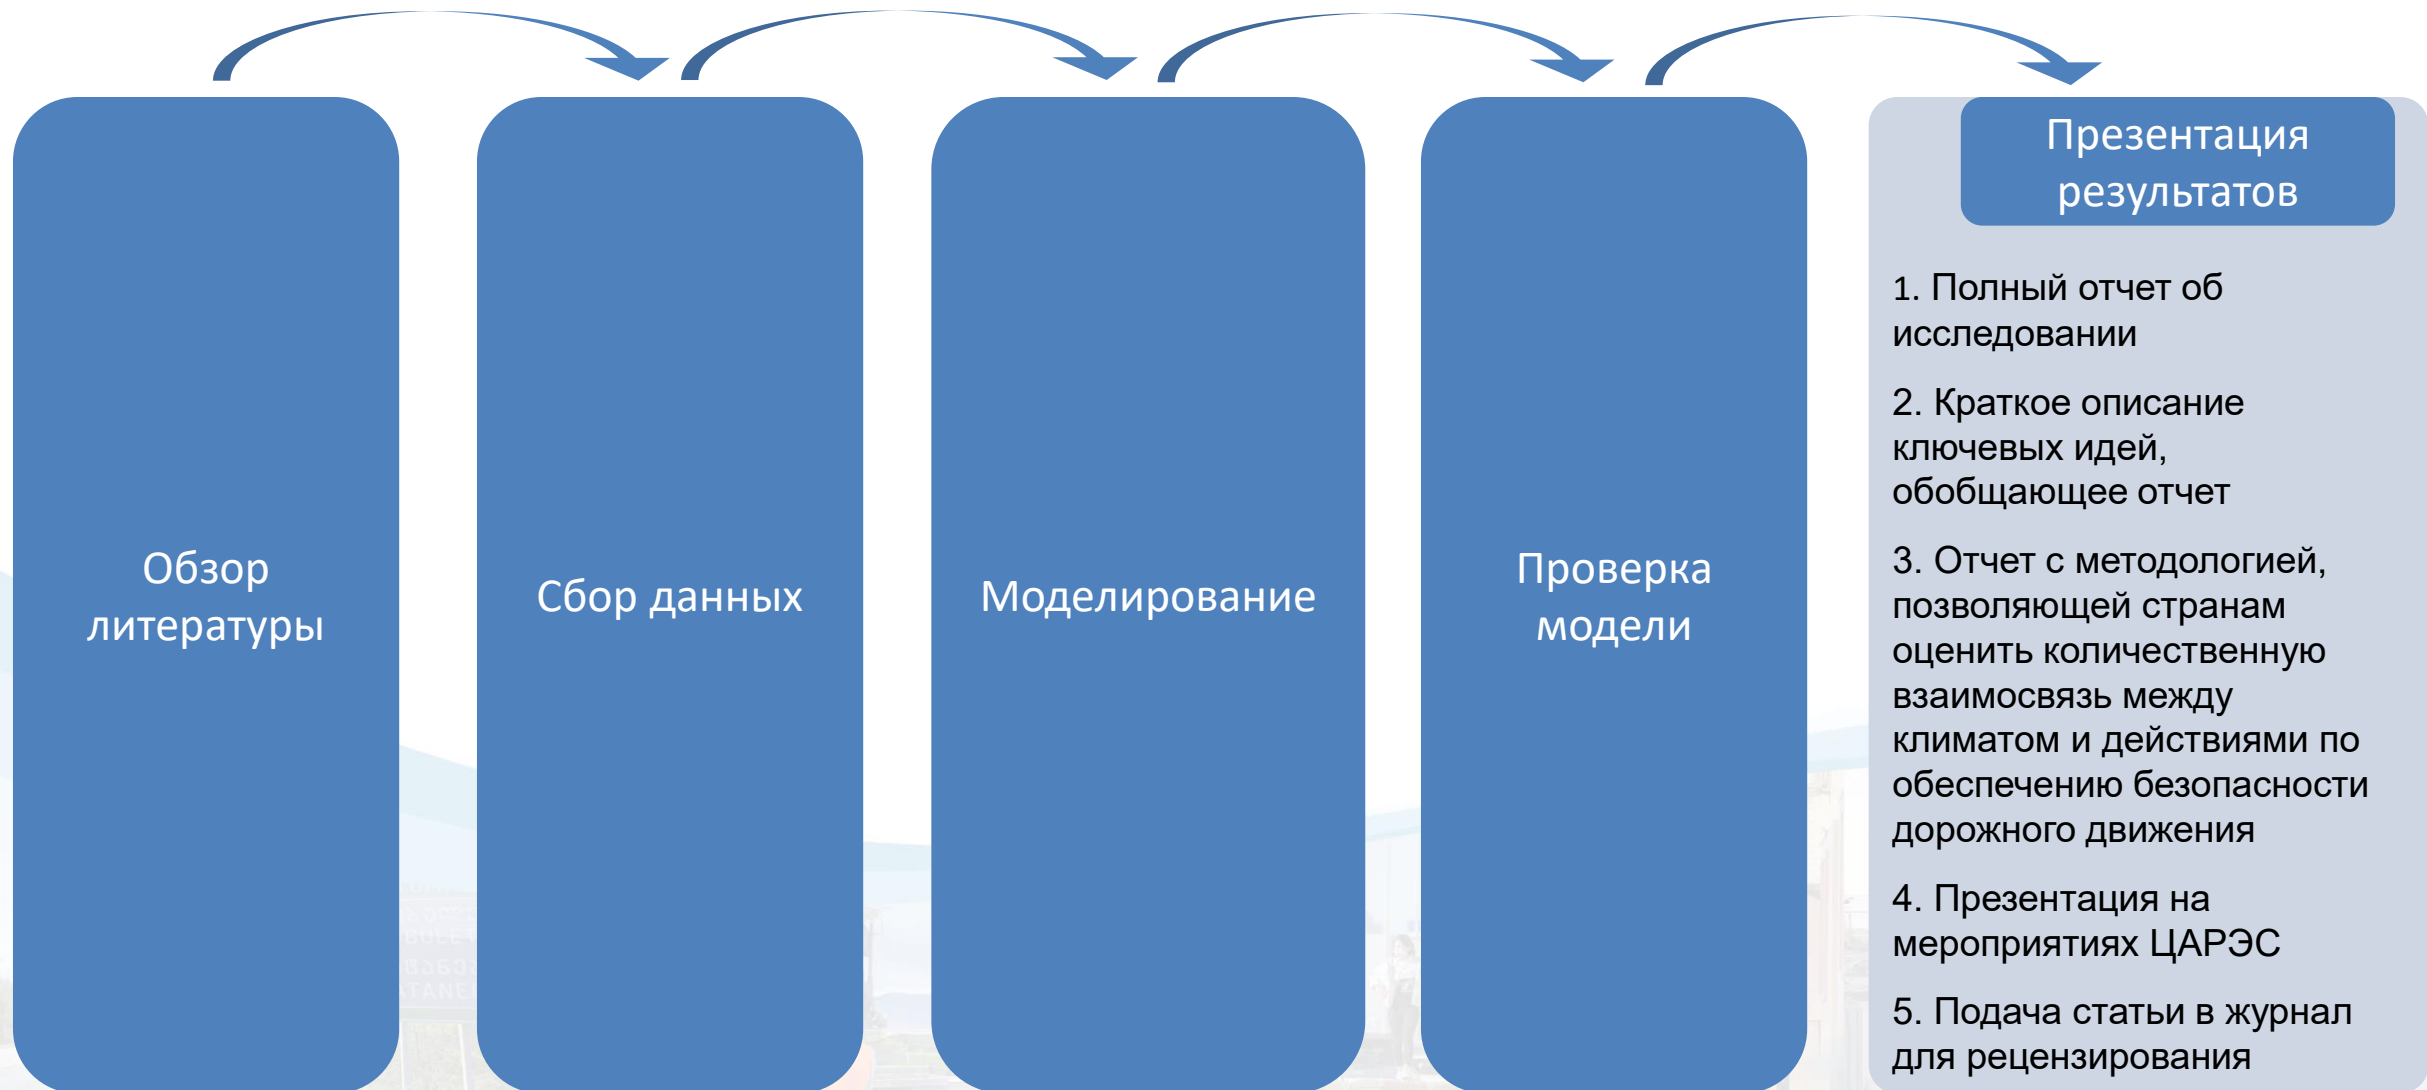 Обзор
литературы
Сбор данных
Моделирование
Проверка
модели
Презентация
результатов
1. Полный отчет об
исследовании
2. Краткое описание
ключевых идей,
обобщающее отчет
3. Отчет с методологией,
позволяющей странам
оценить количественную
взаимосвязь между
климатом и действиями по
обеспечению безопасности
дорожного движения
4. Презентация на
мероприятиях ЦАРЭС
5. Подача статьи в журнал
для рецензирования